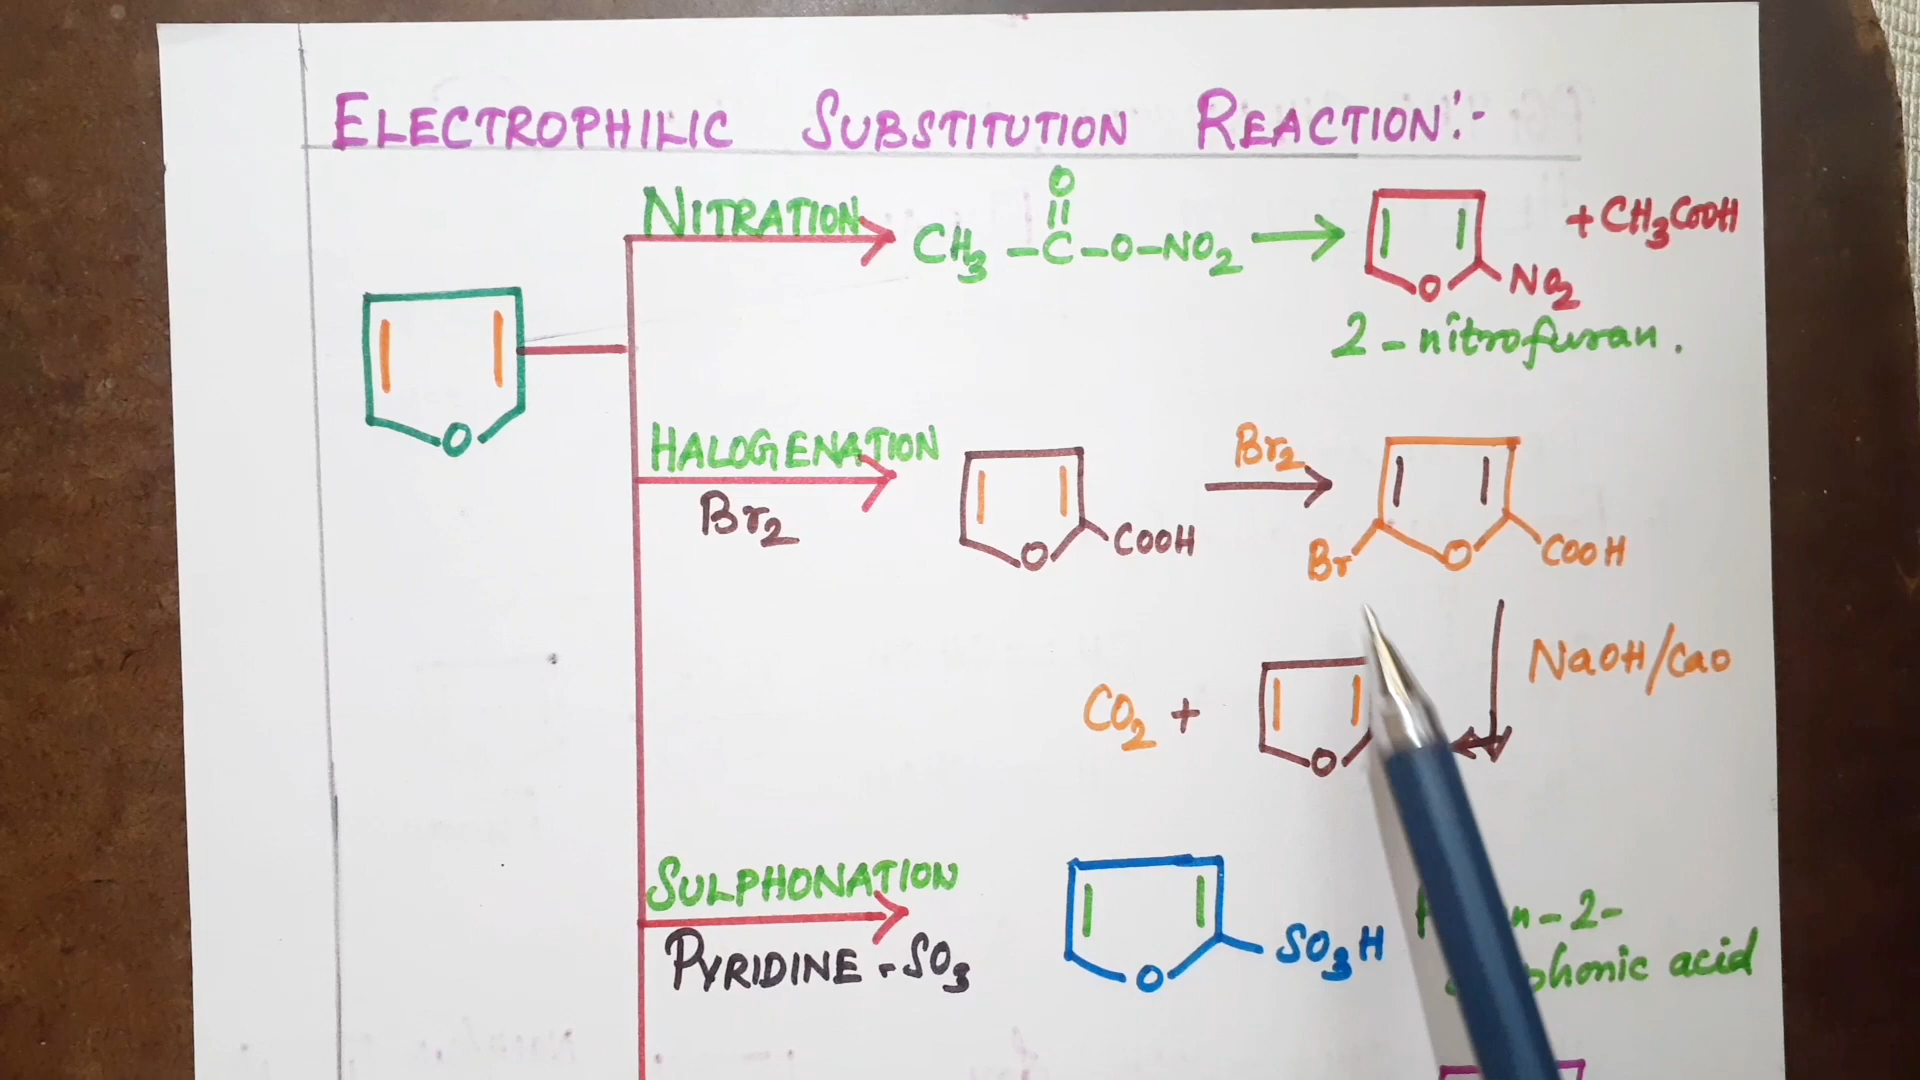 ELECTROPHILIC SUBSTITUTION REACTION:-
NITRATION
CH3-C-O-NO2
O
O
NO2
+CH3COOH
2-nitrofuran.
O
HALOGENATION
Br2
O
COOH
Br2
Br
O
COOH
NaOH/CaO
CO2 +
O
SULPHONATION
PYRIDINE-SO3
O
SO3H
-2-
acid